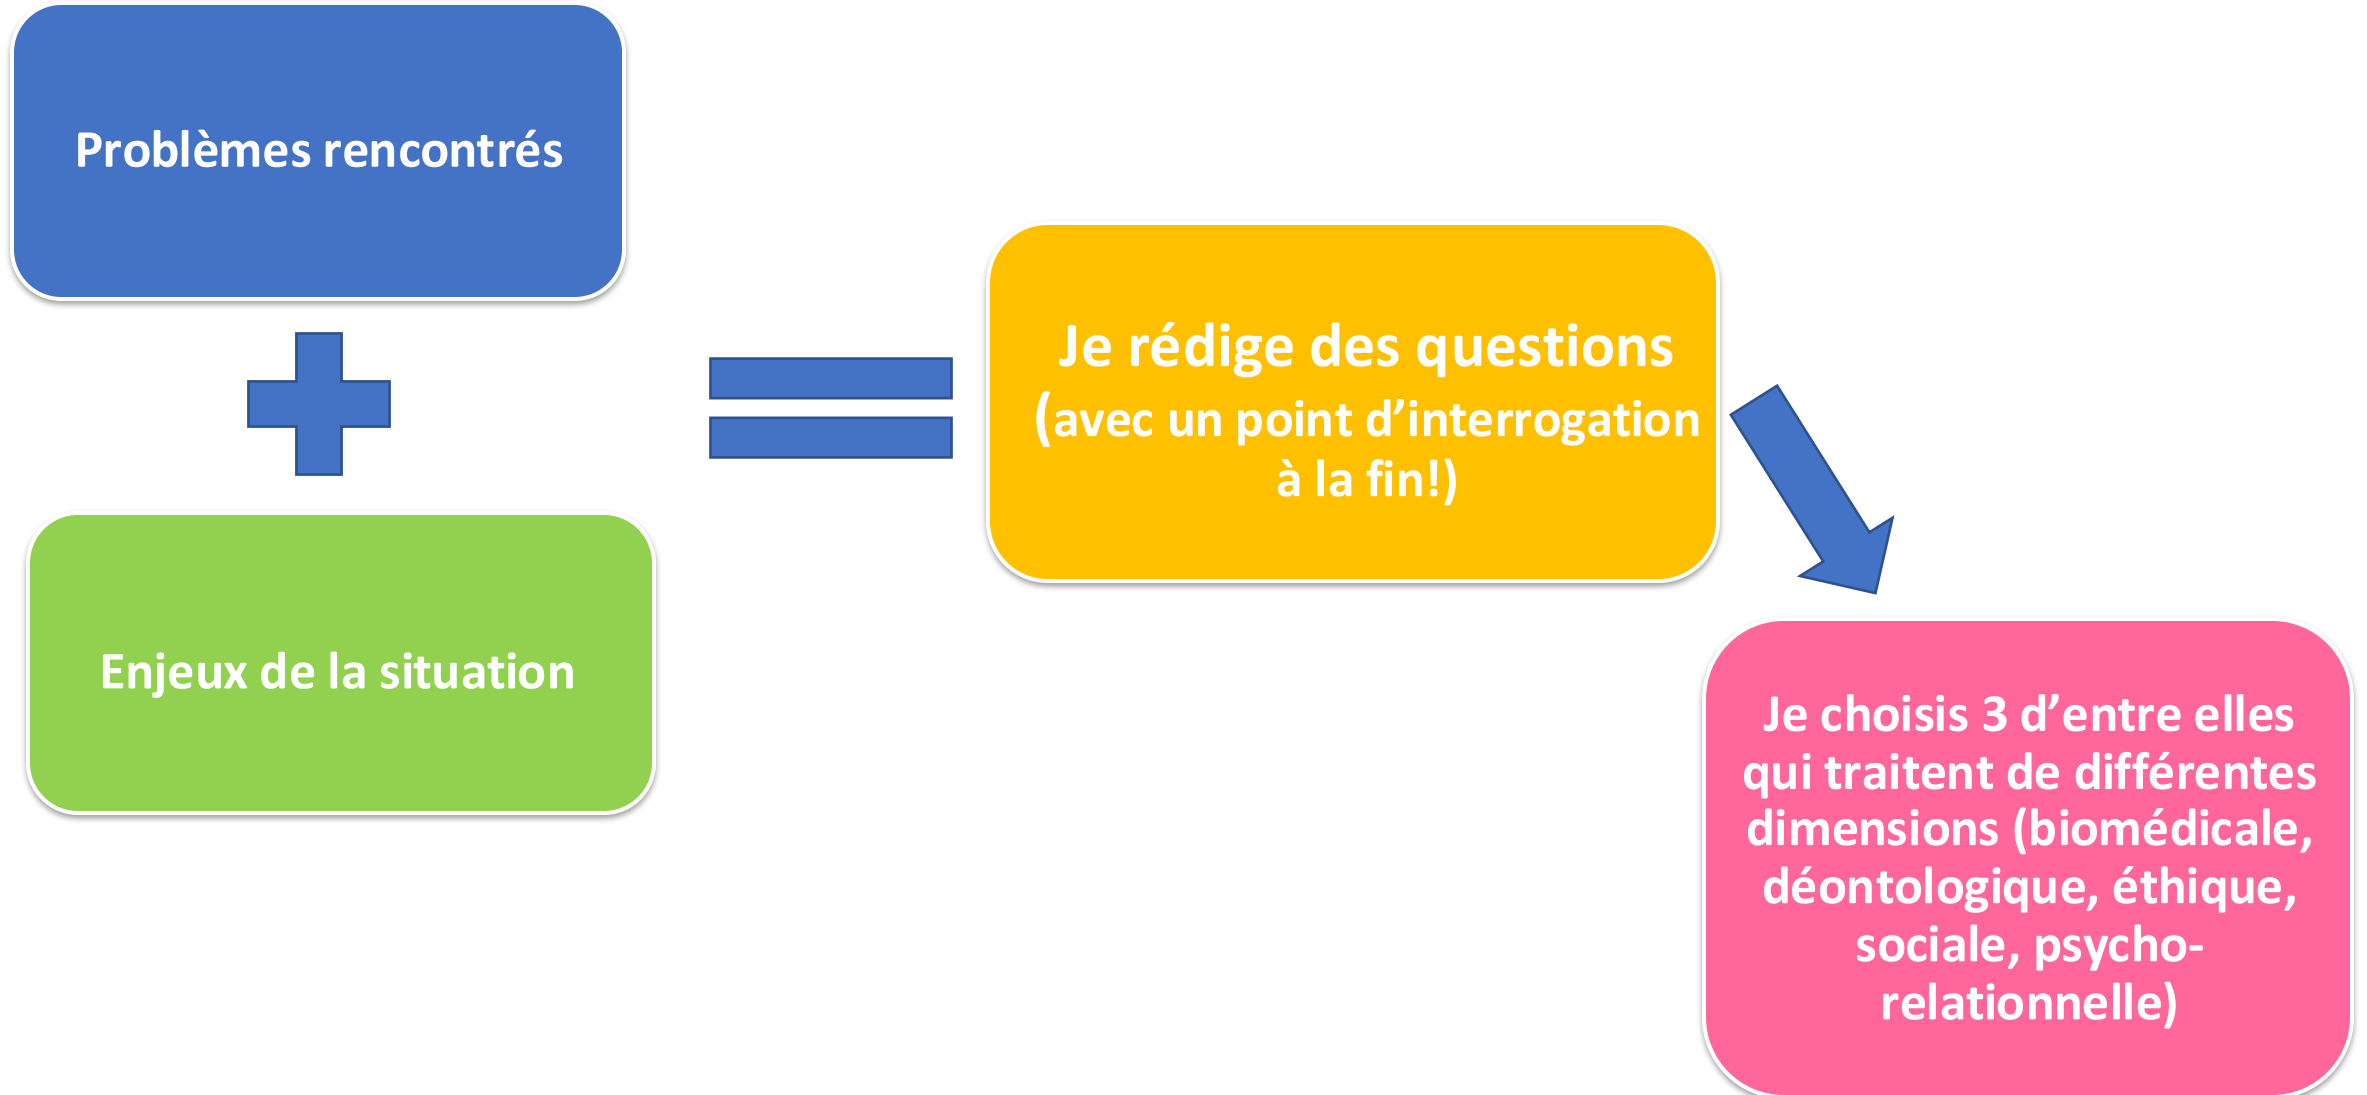 Problèmes rencontrés
Enjeux de la situation
Je rédige des questions
(avec un point d’interrogation
à la fin!)
Je choisis 3 d’entre elles
qui traitent de différentes
dimensions (biomédicale,
déontologique, éthique,
sociale, psycho-
relationnelle)